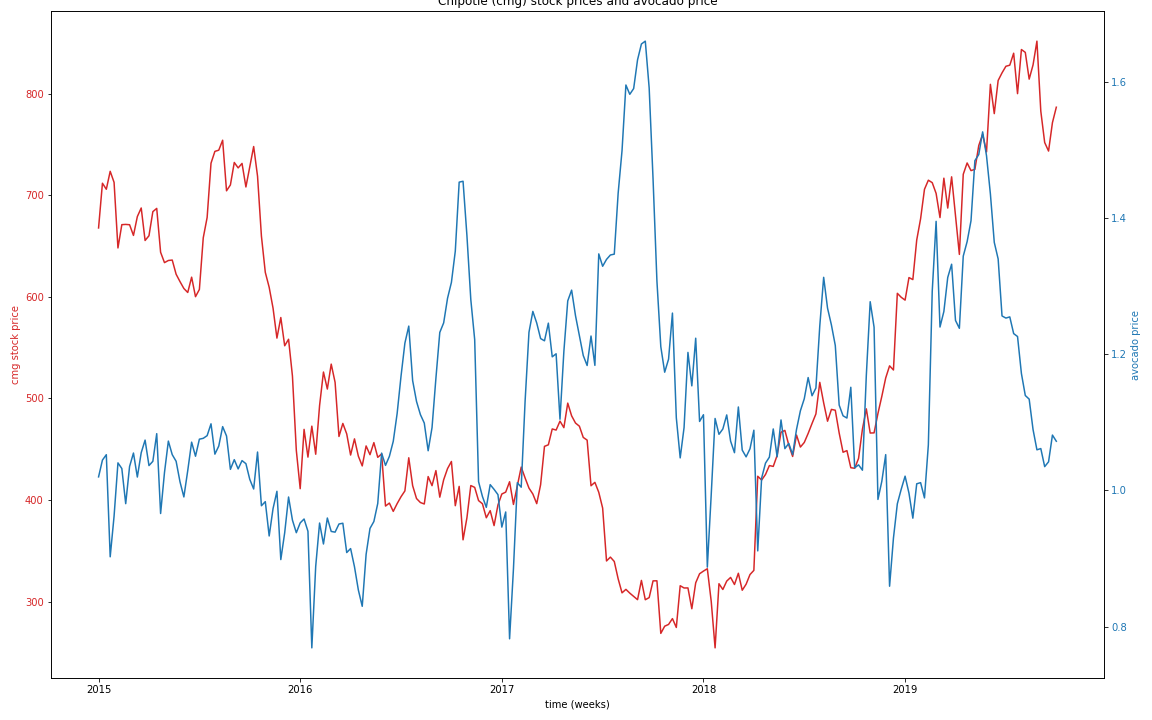 Chipotle (cmg) stock prices and avocado price
800
700
600
500
400
300
cmg stock price
1.6
1.4
1.2
1.0
0.8
avocado price
2015 2016 2017 2018 2019
time (weeks)